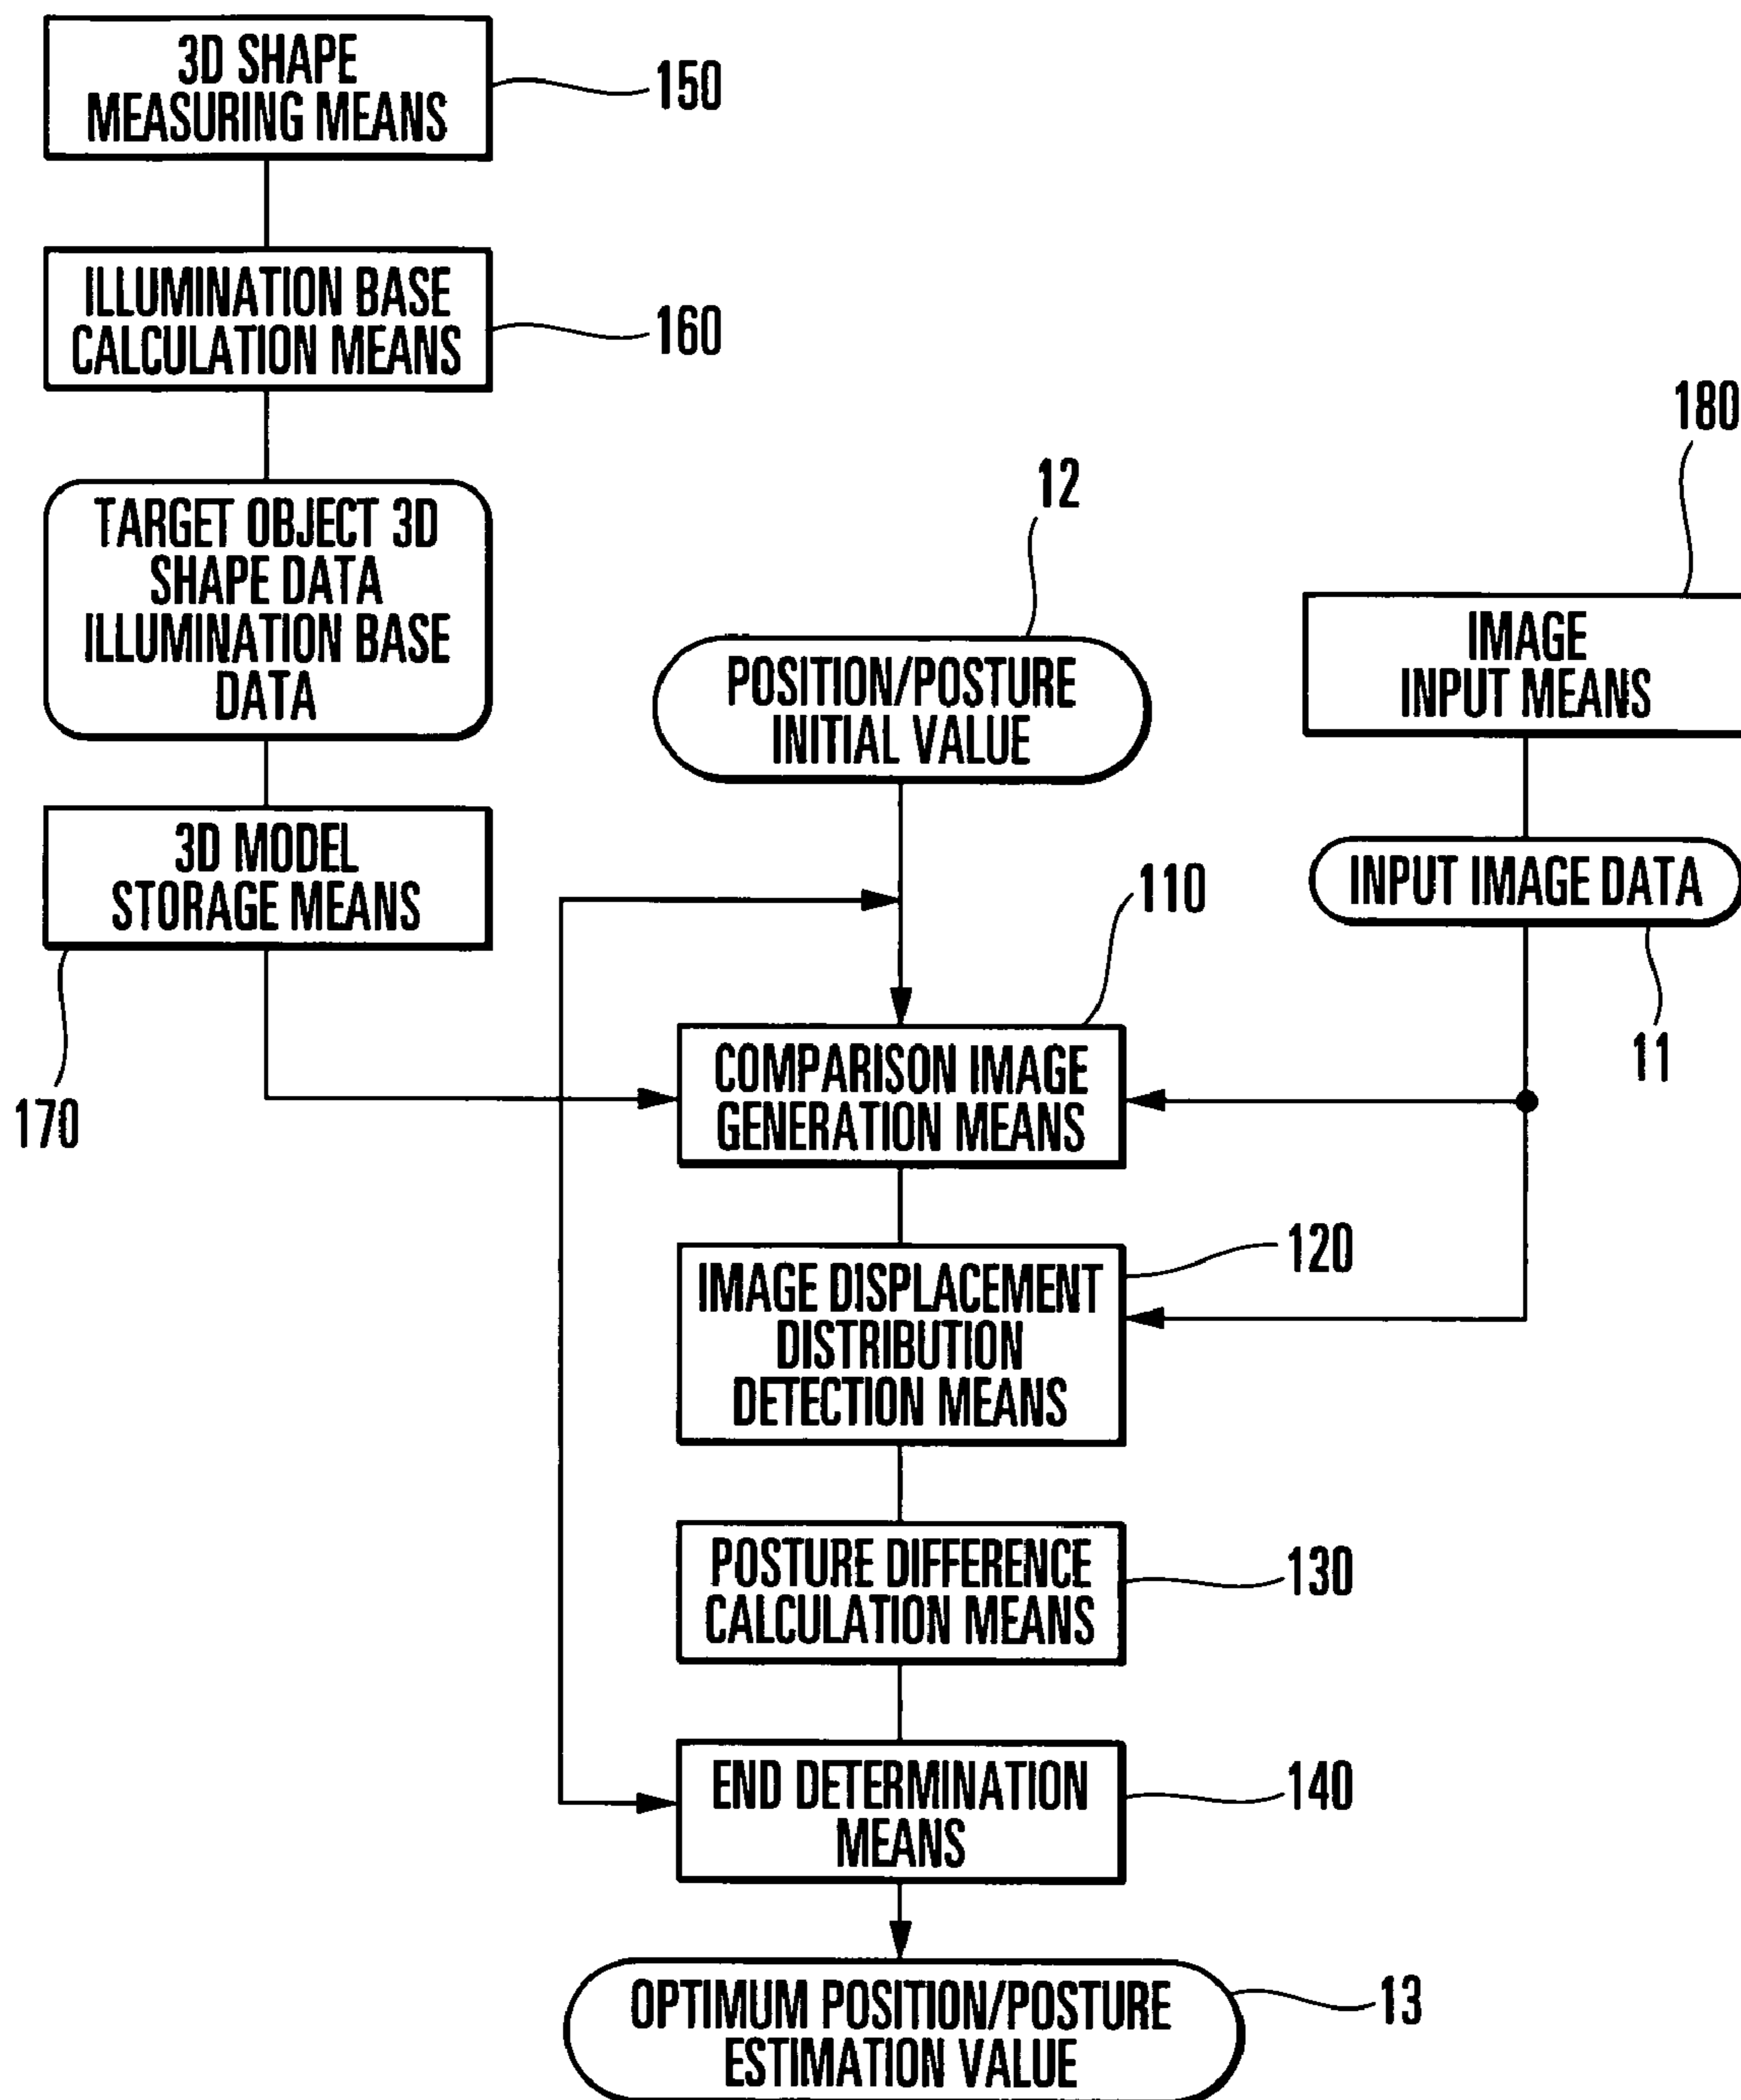 3D SHAPE
MEASURING MEANS
150
ILLUMINATION BASE
CALCULATION MEANS
160
TARGET OBJECT 3D
SHAPE DATA
ILLUMINATION BASE
DATA
3D MODEL
STORAGE MEANS
170
12
POSITION/POSTURE
INITIAL VALUE
180
IMAGE
INPUT MEANS
INPUT IMAGE DATA
11
110
COMPARISON IMAGE
GENERATION MEANS
120
IMAGE DISPLACEMENT
DISTRIBUTION
DETECTION MEANS
POSTURE DIFFERENCE
CALCULATION MEANS
130
END DETERMINATION
MEANS
140
OPTIMUM POSITION/POSTURE
ESTIMATION VALUE
13